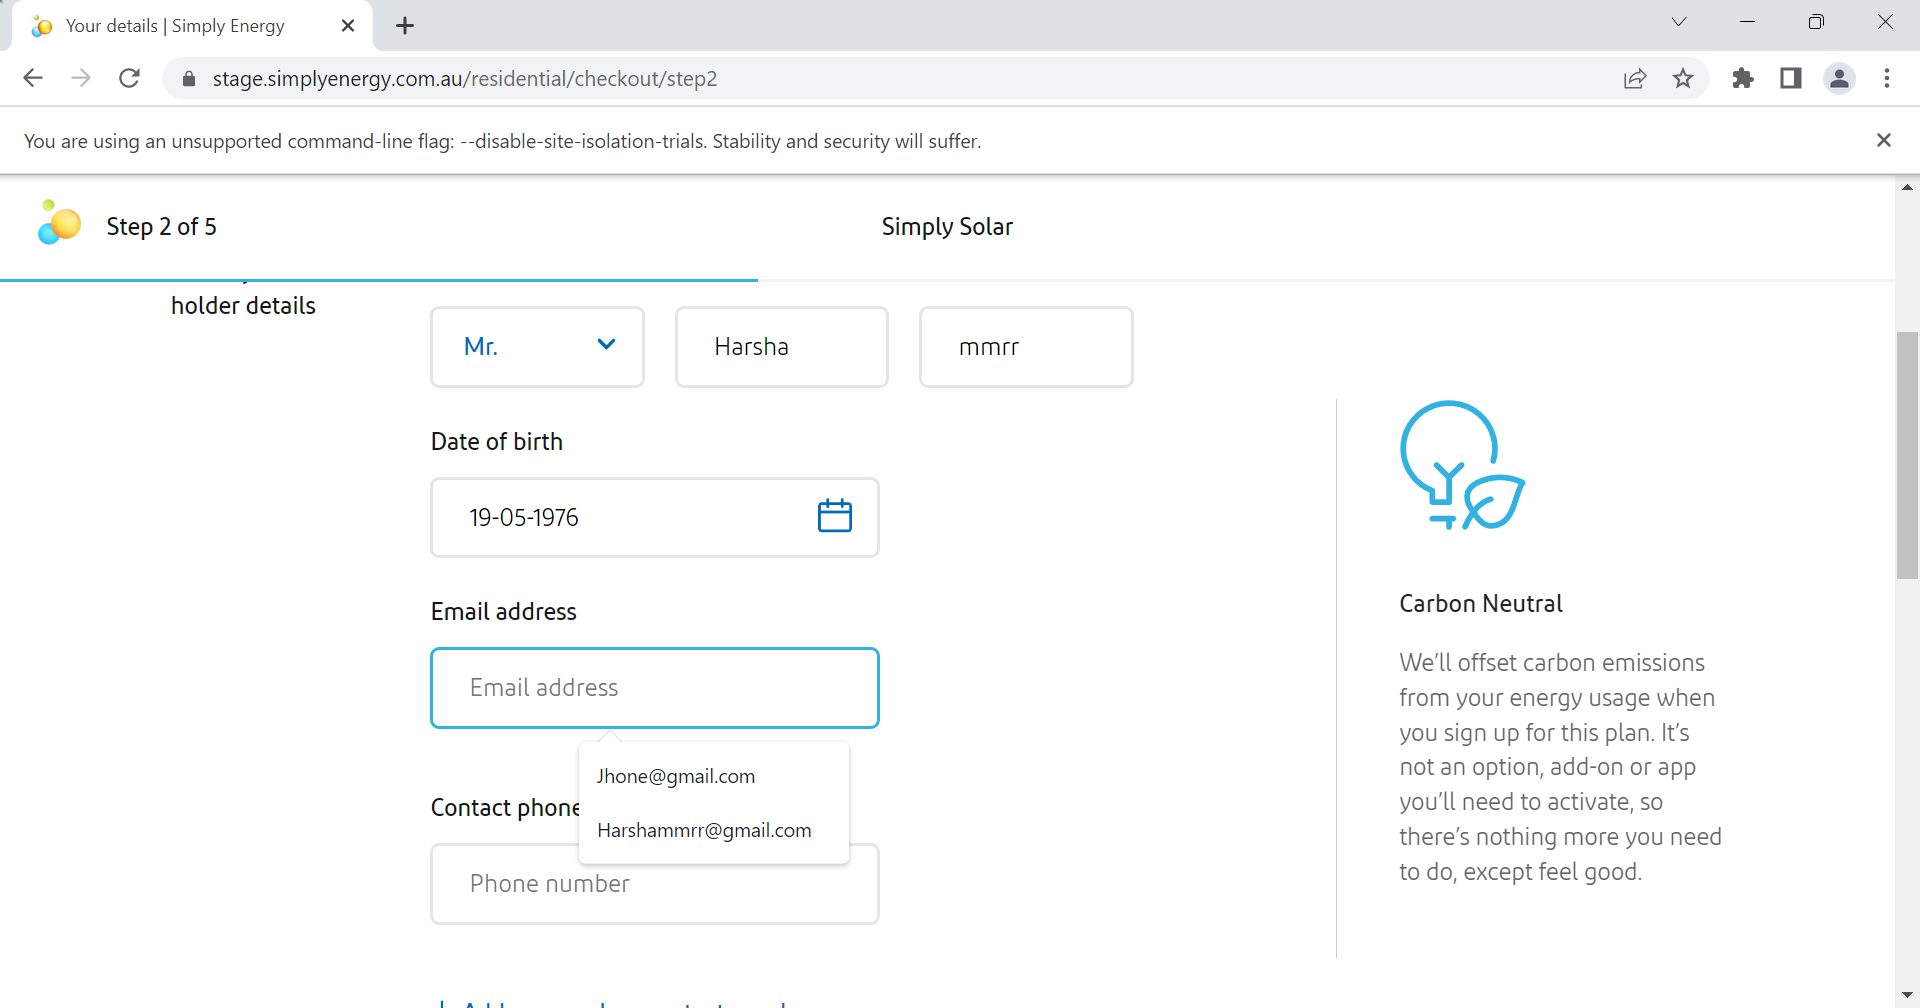 Your details | Simply Energy
stage.simplyenergy.com.au/residential/checkout/step2
You are using an unsupported command-line flag: --disable-site-isolation-trials. Stability and security will suffer.
Step 2 of 5
Simply Solar
holder details
Mr.
Harsha
mmrr
Date of birth
19-05-1976
Email address
Email address
Jhone@gmail.com
Harshammrr@gmail.com
Contact phone
Phone number
Carbon Neutral
We'll offset carbon emissions
from your energy usage when
you sign up for this plan. It's
not an option, add-on or app
you'll need to activate, so
there's nothing more you need
to do, except feel good.